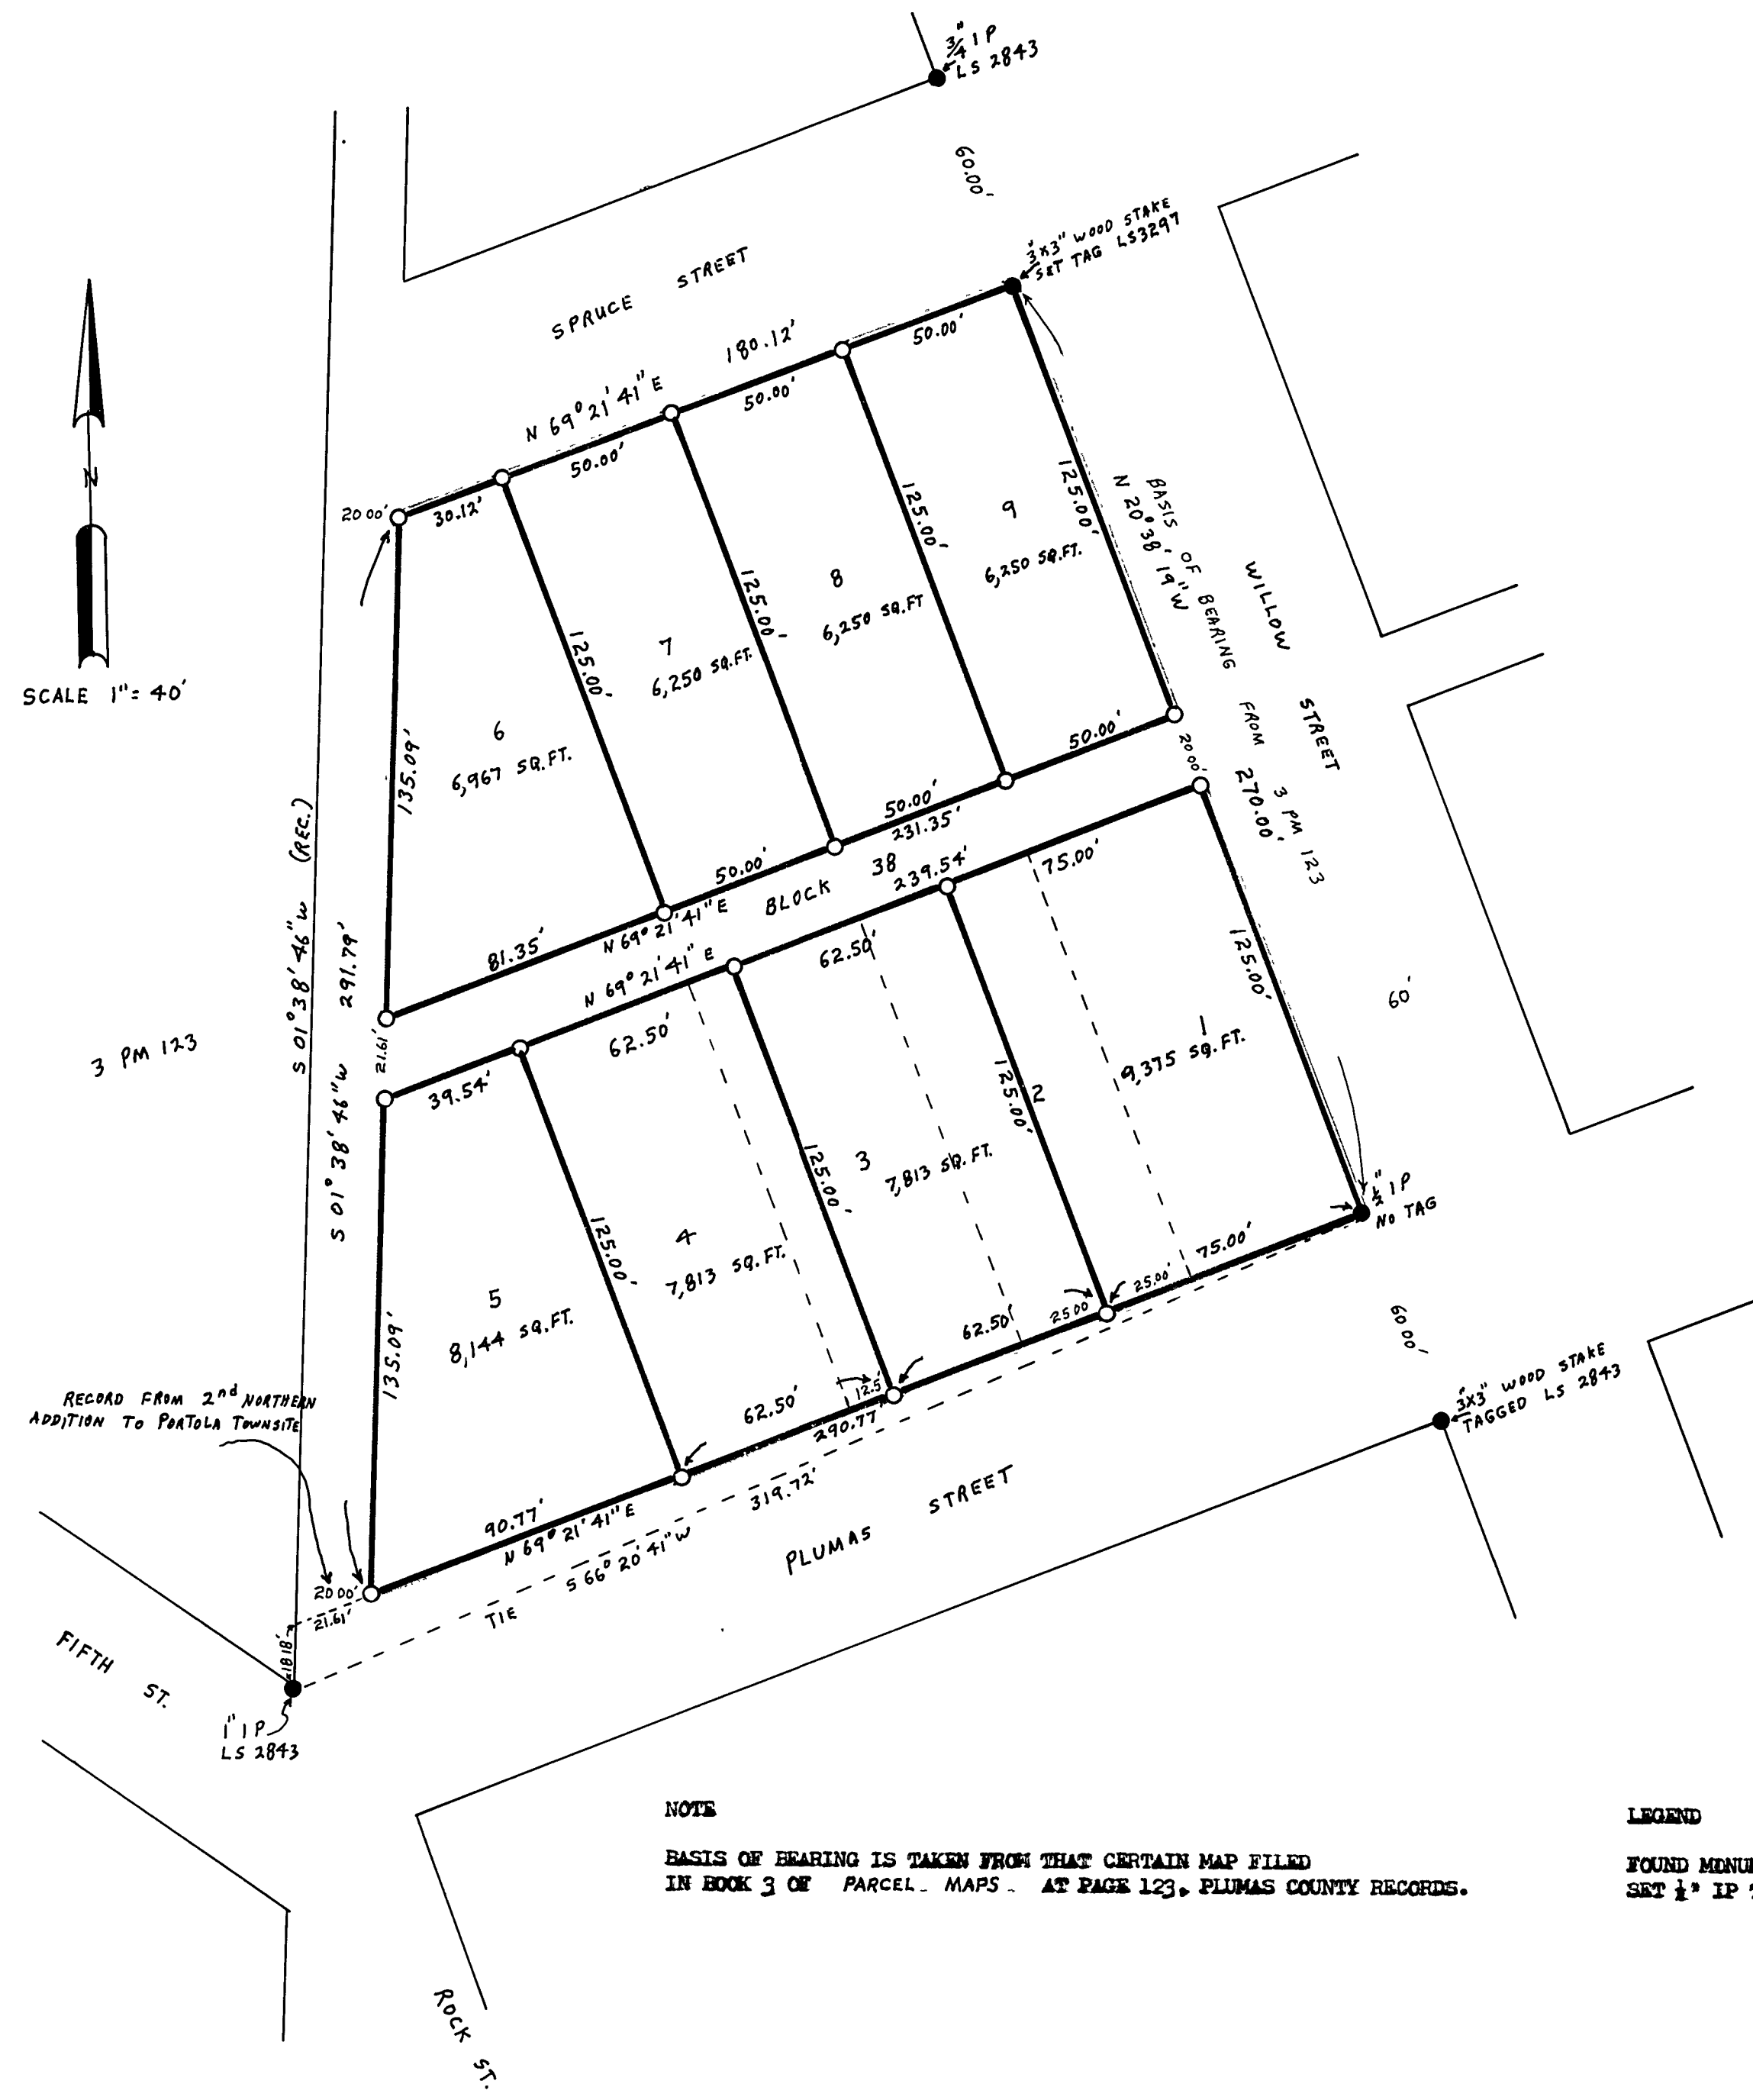 3/4" I P
LS 2843
60.00'
3"x3" WOOD STAKE
SET TAG LS3297
SPRUCE STREET
180.12'
N 69° 21' 41" E
50.00'
50.00'
50.00'
30.12'
20 00'
N
SCALE 1" = 40'
125.00'
125.00'
125.00'
125.00'
9
6,250 SQ.FT.
8
6,250 SQ.FT
7
6,250 SQ.FT.
6
6,967 SQ.FT.
135.09'
BASIS OF BEARING FROM 3 PM 123
N 20° 38' 19" W 270.00'
WILLOW STREET
50.00'
50.00'
231.35'
50.00'
81.35'
N 69° 21' 41" E
20 00'
BLOCK 38
239.54'
75.00'
62.50'
N 69° 21' 41" E
62.50'
39.54'
S 01° 38' 46" W (REC.)
S 01° 38' 46" W 291.79'
21.61'
3 PM 123
60'
125.00'
125.00'
125.00'
125.00'
1
9,375 SQ.FT.
2
3
7,813 SQ.FT.
4
7,813 SQ.FT.
5
8,144 SQ.FT.
135.09'
1/2" I P
NO TAG
75.00'
25.00'
25 00'
62.50'
12.5'
62.50'
290.77'
90.77'
N 69° 21' 41" E
319.72'
S 66° 20' 41" W
TIE
PLUMAS STREET
60 00'
3"x3" WOOD STAKE
TAGGED LS 2843
RECORD FROM 2nd NORTHERN
ADDITION TO PORTOLA TOWNSITE
20 00'
21.61'
18 18'
FIFTH ST.
1" I P
LS 2843
ROCK ST.
NOTE
BASIS OF BEARING IS TAKEN FROM THAT CERTAIN MAP FILED
IN BOOK 3 OF PARCEL MAPS AT PAGE 123, PLUMAS COUNTY RECORDS.
LEGEND
FOUND
SET 1/2" IP